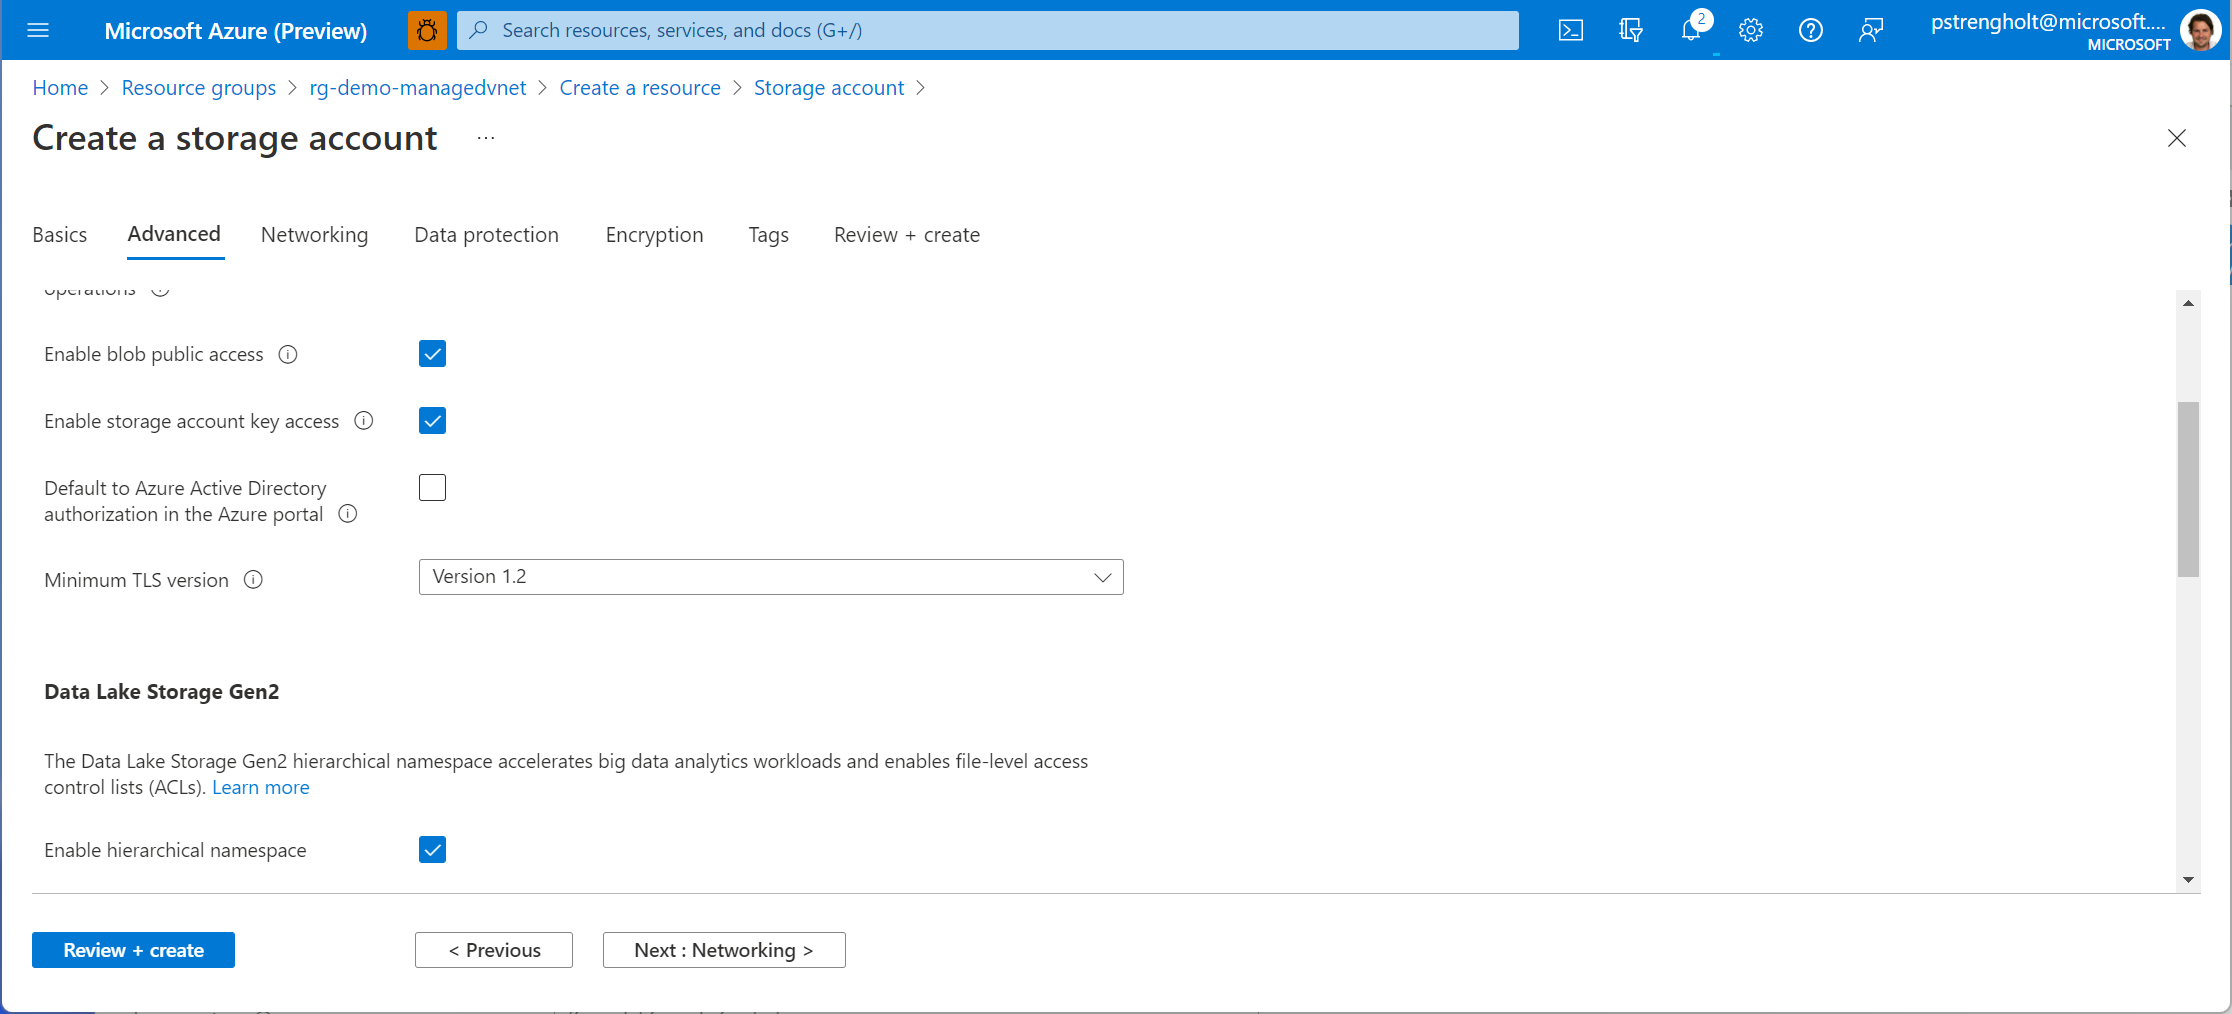 Microsoft Azure (Preview)
Search resources, services, and docs (G+/)
2
pstrengholt@microsoft....
MICROSOFT
Home > Resource groups > rg-demo-managedvnet > Create a resource > Storage account >
Create a storage account ...
Basics Advanced Networking Data protection Encryption Tags Review + create
operations
Enable blob public access
Enable storage account key access
Default to Azure Active Directory
authorization in the Azure portal
Minimum TLS version
Version 1.2
Data Lake Storage Gen2
The Data Lake Storage Gen2 hierarchical namespace accelerates big data analytics workloads and enables file-level access
control lists (ACLs). Learn more
Enable hierarchical namespace
Review + create
< Previous
Next : Networking >